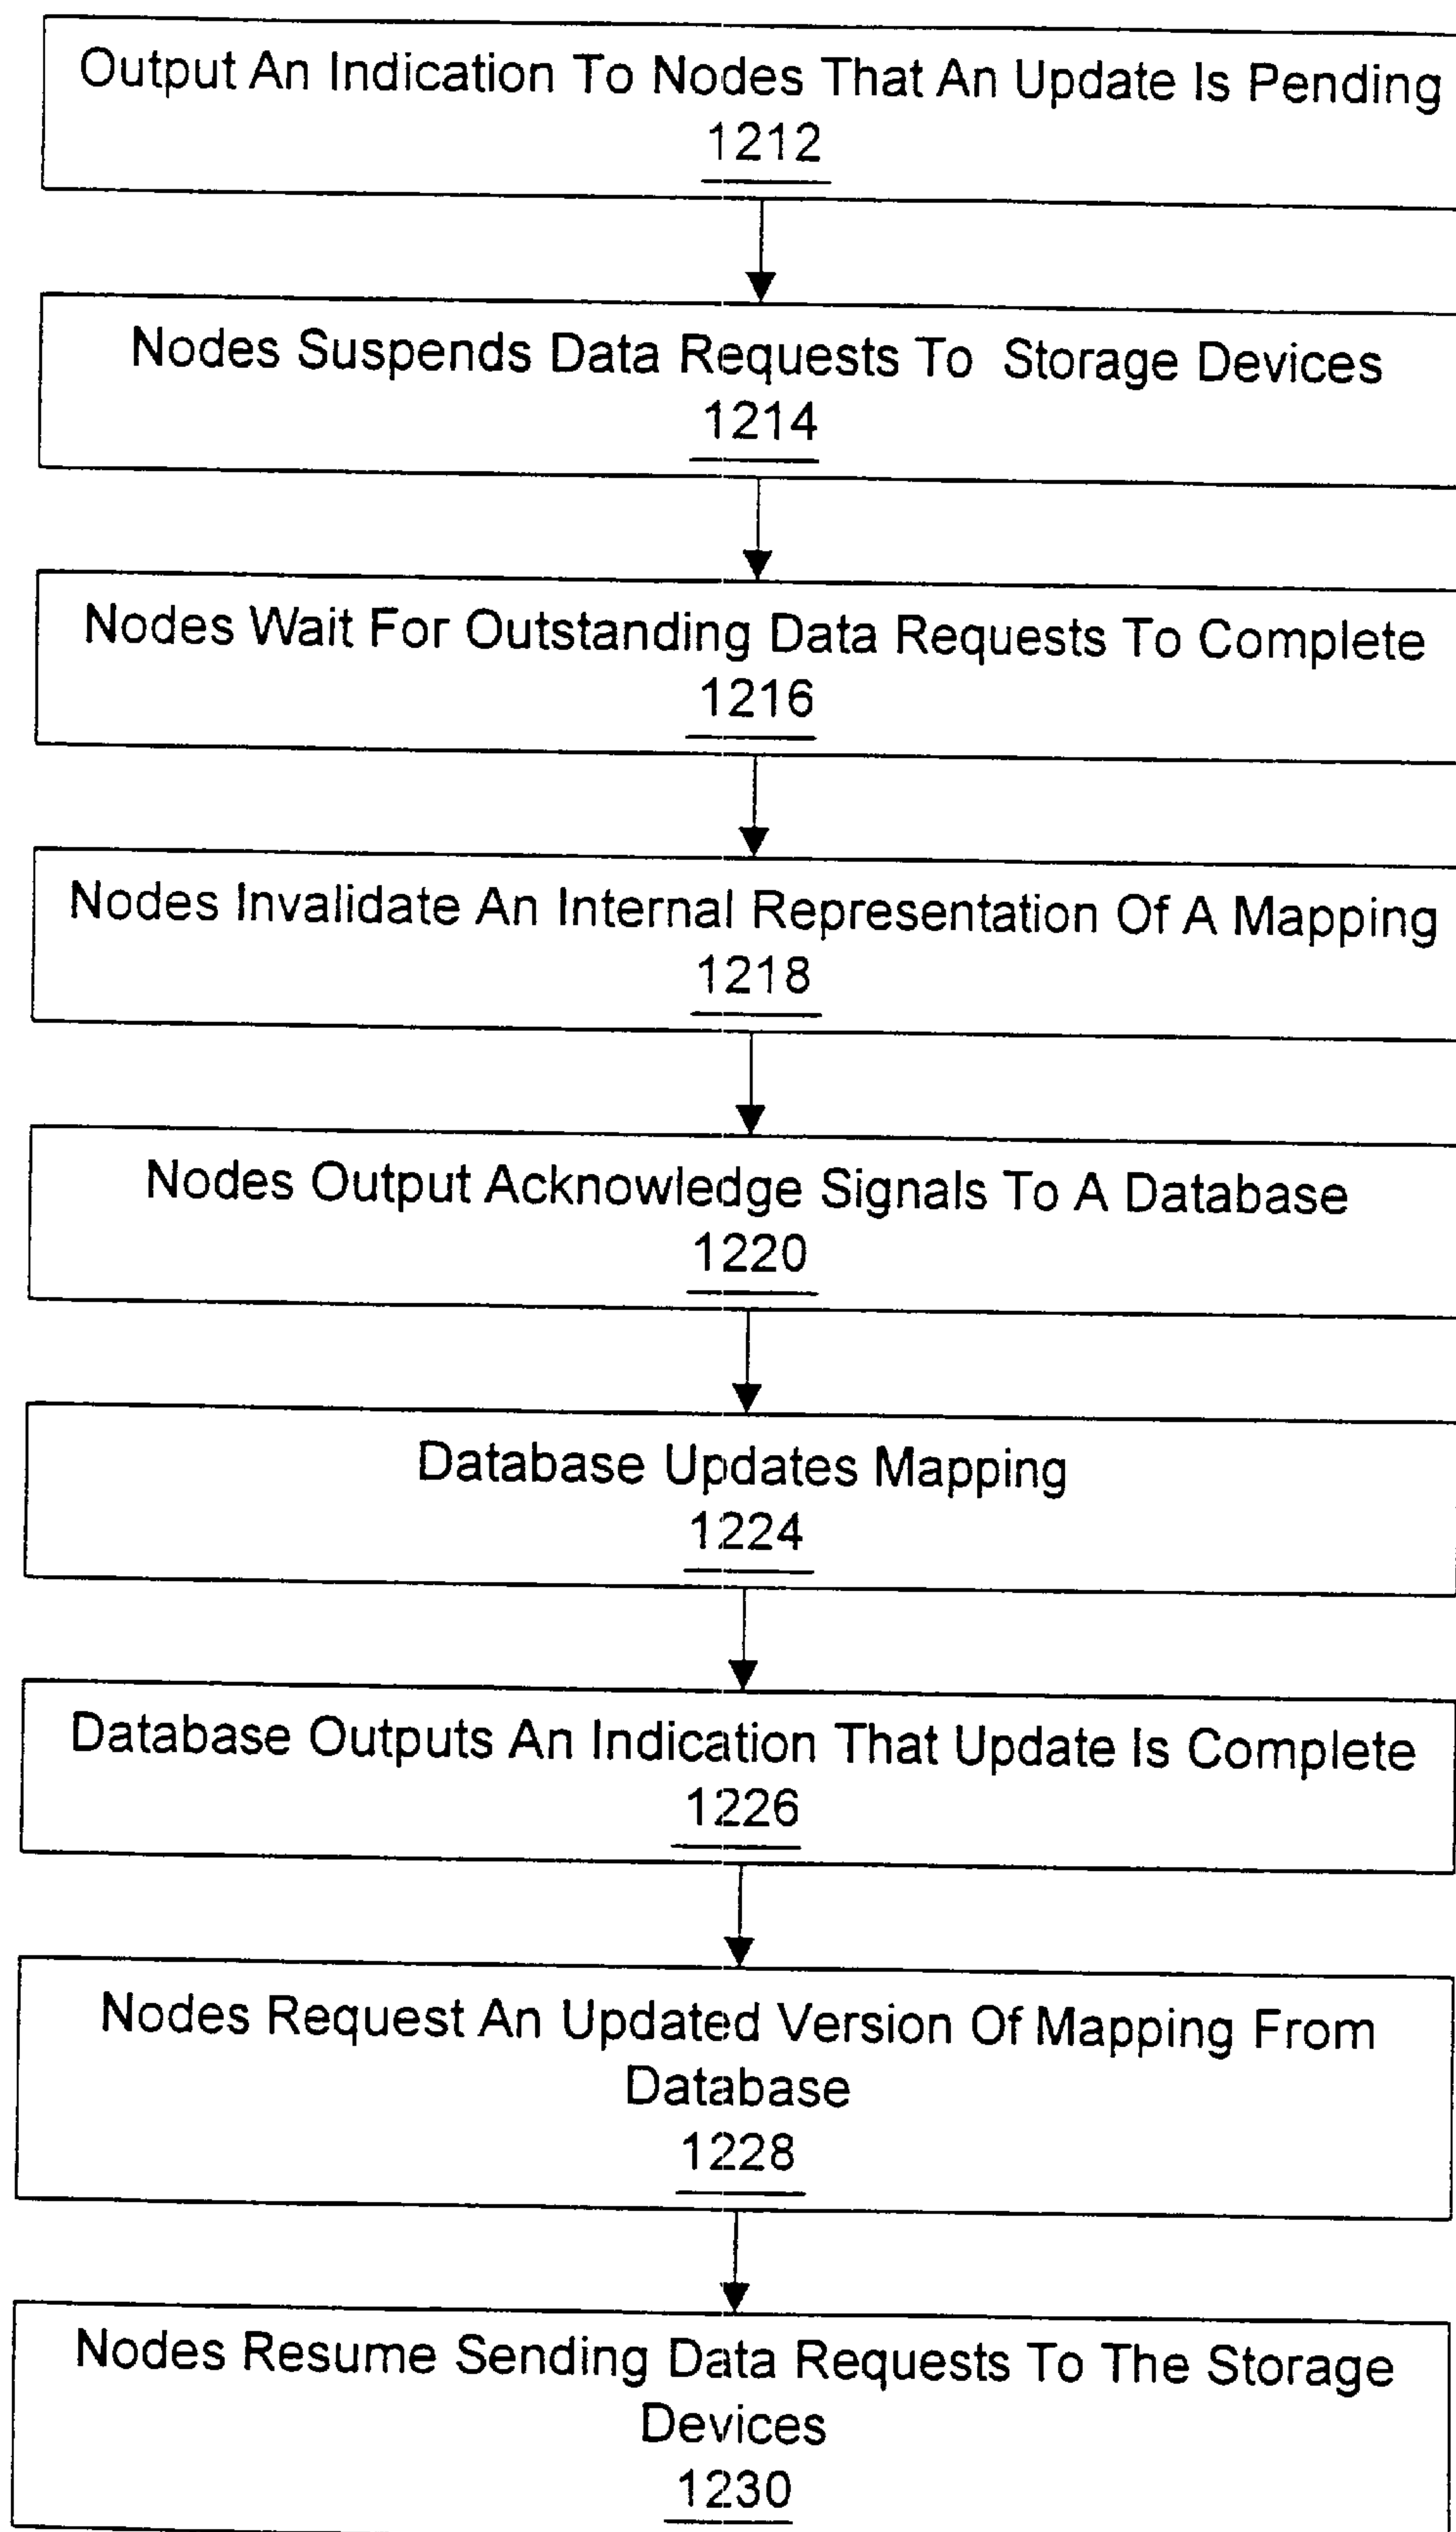 Output An Indication To Nodes That An Update Is Pending
1212
Nodes Suspends Data Requests To Storage Devices
1214
Nodes Wait For Outstanding Data Requests To Complete
1216
Nodes Invalidate An Internal Representation Of A Mapping
1218
Nodes Output Acknowledge Signals To A Database
1220
Database Updates Mapping
1224
Database Outputs An Indication That Update Is Complete
1226
Nodes Request An Updated Version Of Mapping From
Database
1228
Nodes Resume Sending Data Requests To The Storage
Devices
1230